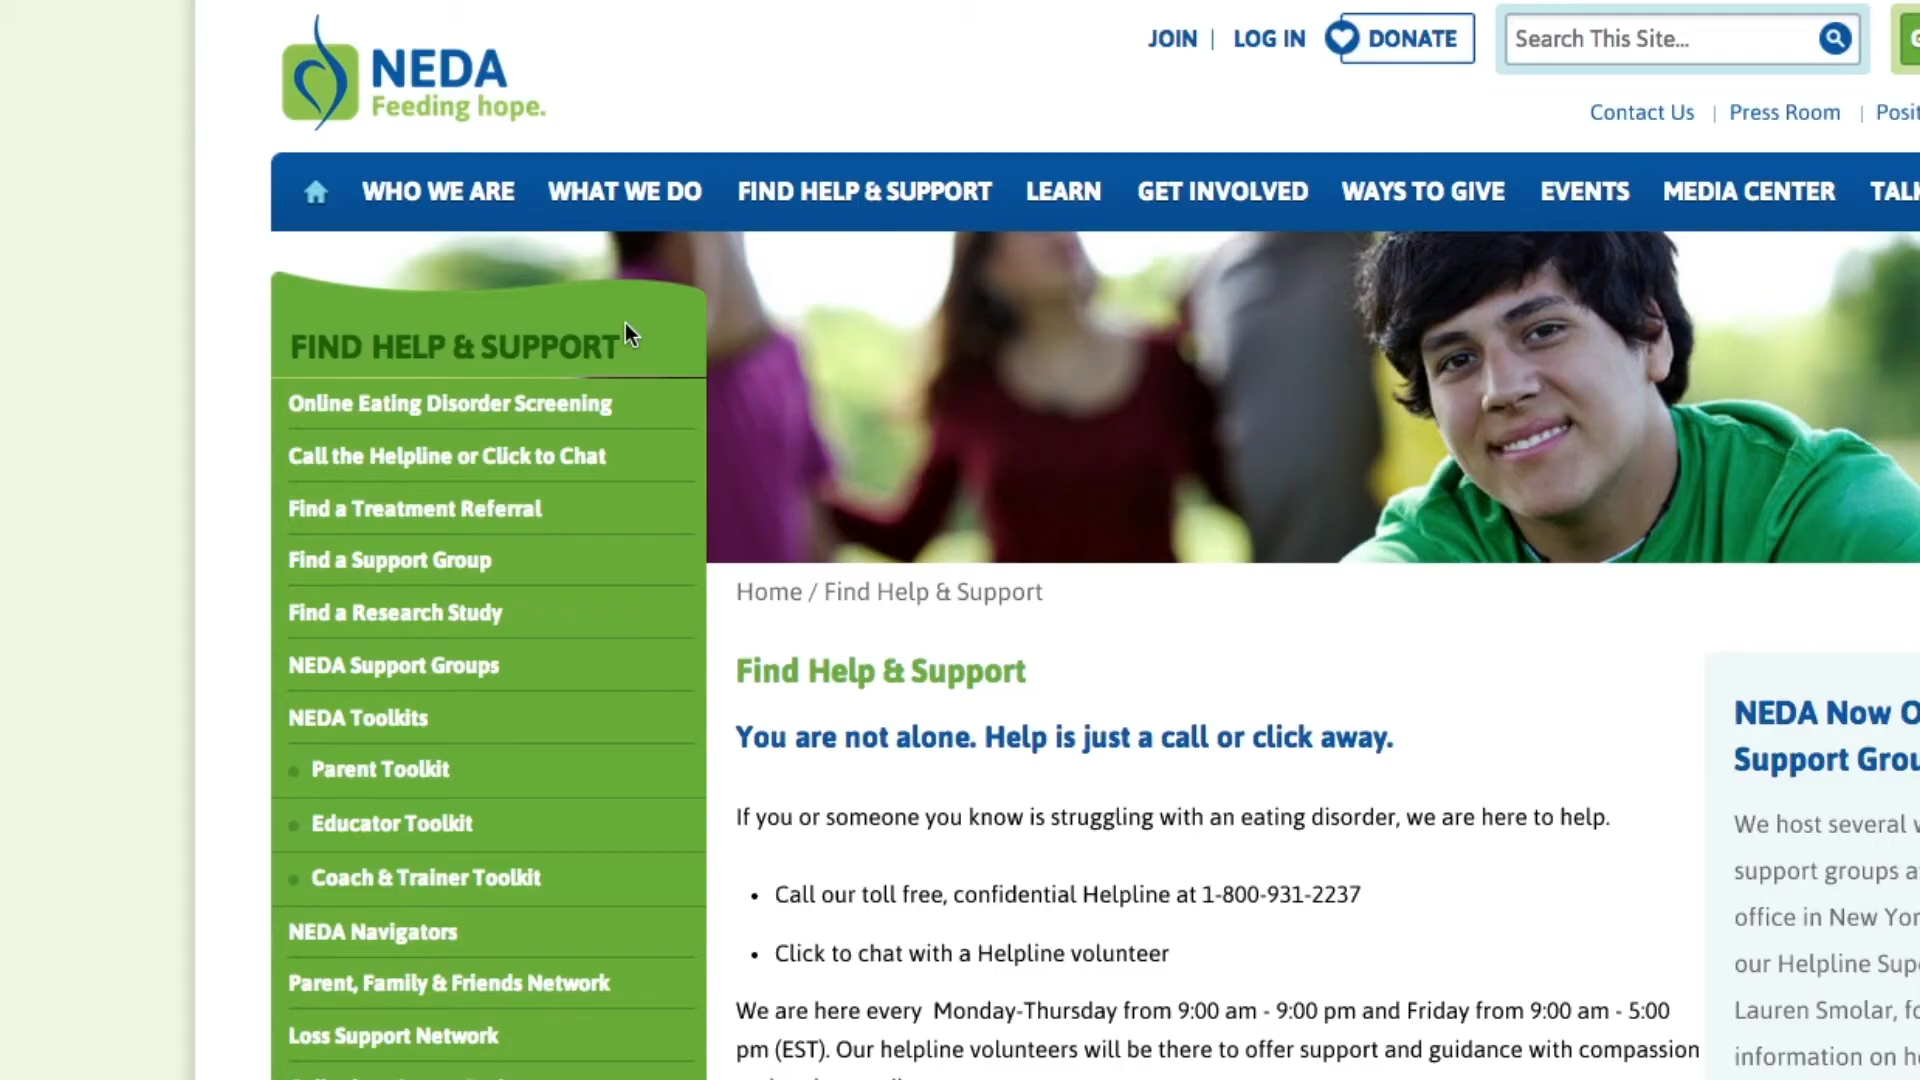 NEDA
Feeding hope.
JOIN | LOG IN DONATE
Search This Site...
Contact Us | Press Room |
WHO WE ARE WHAT WE DO FIND HELP & SUPPORT LEARN GET INVOLVED WAYS TO GIVE EVENTS MEDIA CENTER
FIND HELP & SUPPORT
Online Eating Disorder Screening
Call the Helpline or Click to Chat
Find a Treatment Referral
Find a Support Group
Find a Research Study
NEDA Support Groups
NEDA Toolkits
Parent Toolkit
Educator Toolkit
Coach & Trainer Toolkit
NEDA Navigators
Parent, Family & Friends Network
Loss Support Network
Home / Find Help & Support
Find Help & Support
You are not alone. Help is just a call or click away.
If you or someone you know is struggling with an eating disorder, we are here to help.
• Call our toll free, confidential Helpline at 1-800-931-2237
• Click to chat with a Helpline volunteer
We are here every Monday-Thursday from 9:00 am - 9:00 pm and Friday from 9:00 am - 5:00
pm (EST). Our helpline volunteers will be there to offer support and guidance with compassion
NEDA Now
Support
We host several
support groups
office in New
our Helpline
Lauren Smolar,
information on